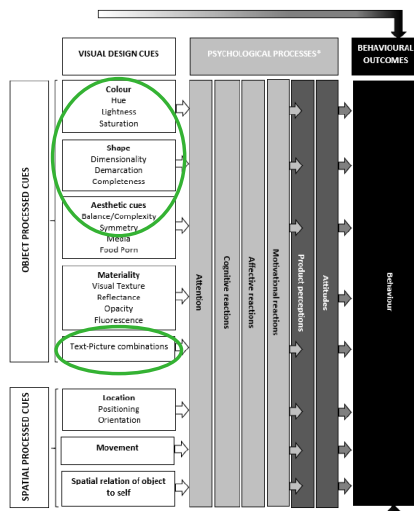 VISUAL DESIGN CUES
PSYCHOLOGICAL PROCESSES*
BEHAVIOURAL
OUTCOMES
OBJECT PROCESSED CUES
Colour
Hue
Lightness
Saturation
Shape
Dimensionality
Demarcation
Completeness
Aesthetic cues
Balance/Complexity
Symmetry
Media
Food Porn
Materiality
Visual Texture
Reflectance
Opacity
Fluorescence
Text-Picture combinations
SPATIAL PROCESSED CUES
Location
Positioning
Orientation
Movement
Spatial relation of object
to self
Attention
Cognitive reactions
Affective reactions
Motivational reactions
Product perceptions
Attitudes
Behaviour